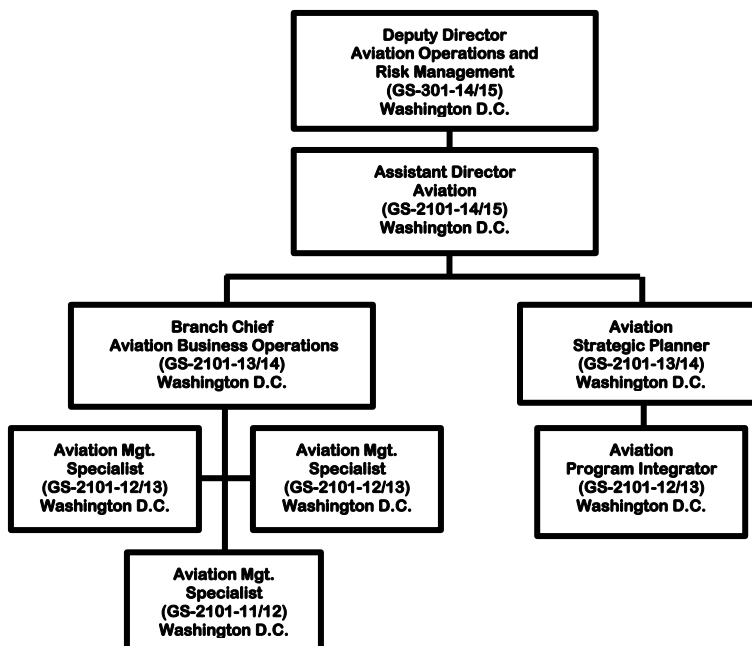 Deputy Director
Aviation Operations and
Risk Management
(GS-301-14/15)
Washington D.C.
Assistant Director
Aviation
(GS-2101-14/15)
Washington D.C.
Branch Chief
Aviation Business Operations
(GS-2101-13/14)
Washington D.C.
Aviation
Strategic Planner
(GS-2101-13/14)
Washington D.C.
Aviation Mgt.
Specialist
(GS-2101-12/13)
Washington D.C.
Aviation Mgt.
Specialist
(GS-2101-12/13)
Washington D.C.
Aviation
Program Integrator
(GS-2101-12/13)
Washington D.C.
Aviation Mgt.
Specialist
(GS-2101-11/12)
Washington D.C.